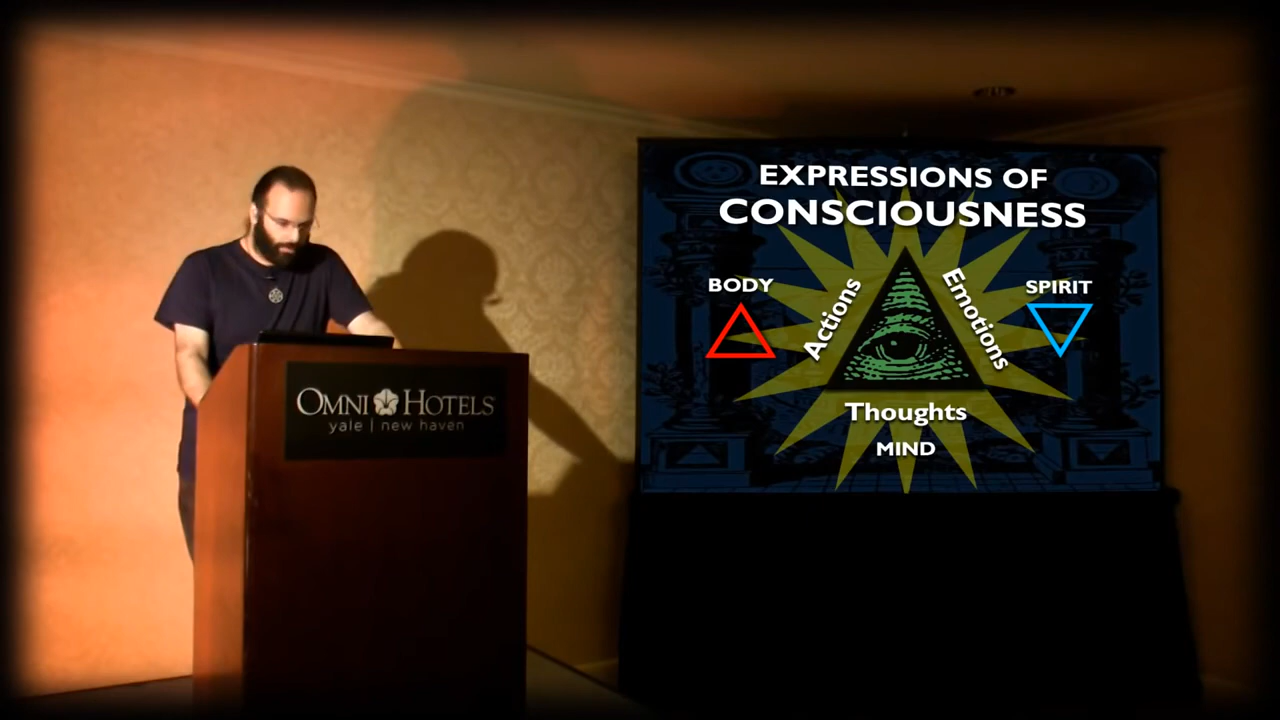 OMNI HOTELS
yale | new haven
EXPRESSIONS OF
CONSCIOUSNESS
BODY
Actions
Emotions
SPIRIT
Thoughts
MIND